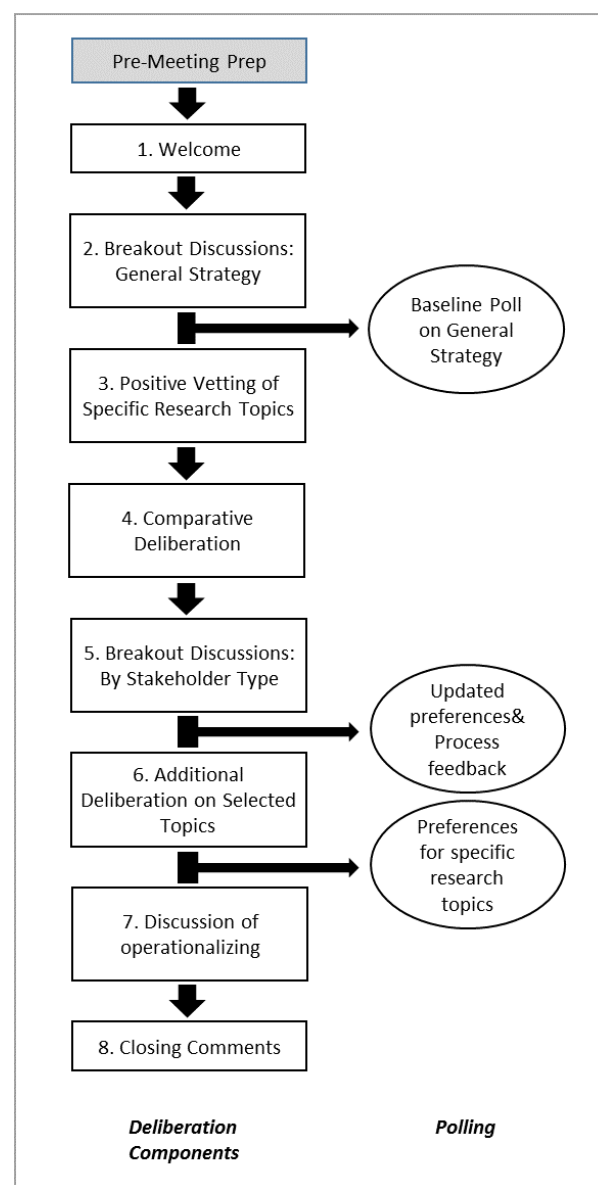 Pre-Meeting Prep
1. Welcome
2. Breakout Discussions:
General Strategy
Baseline Poll
on General
Strategy
3. Positive Vetting of
Specific Research Topics
4. Comparative
Deliberation
5. Breakout Discussions:
By Stakeholder Type
Updated
preferences&
Process
feedback
6. Additional
Deliberation on Selected
Topics
Preferences
for specific
research
topics
7. Discussion of
operationalizing
8. Closing Comments
Deliberation
Components
Polling